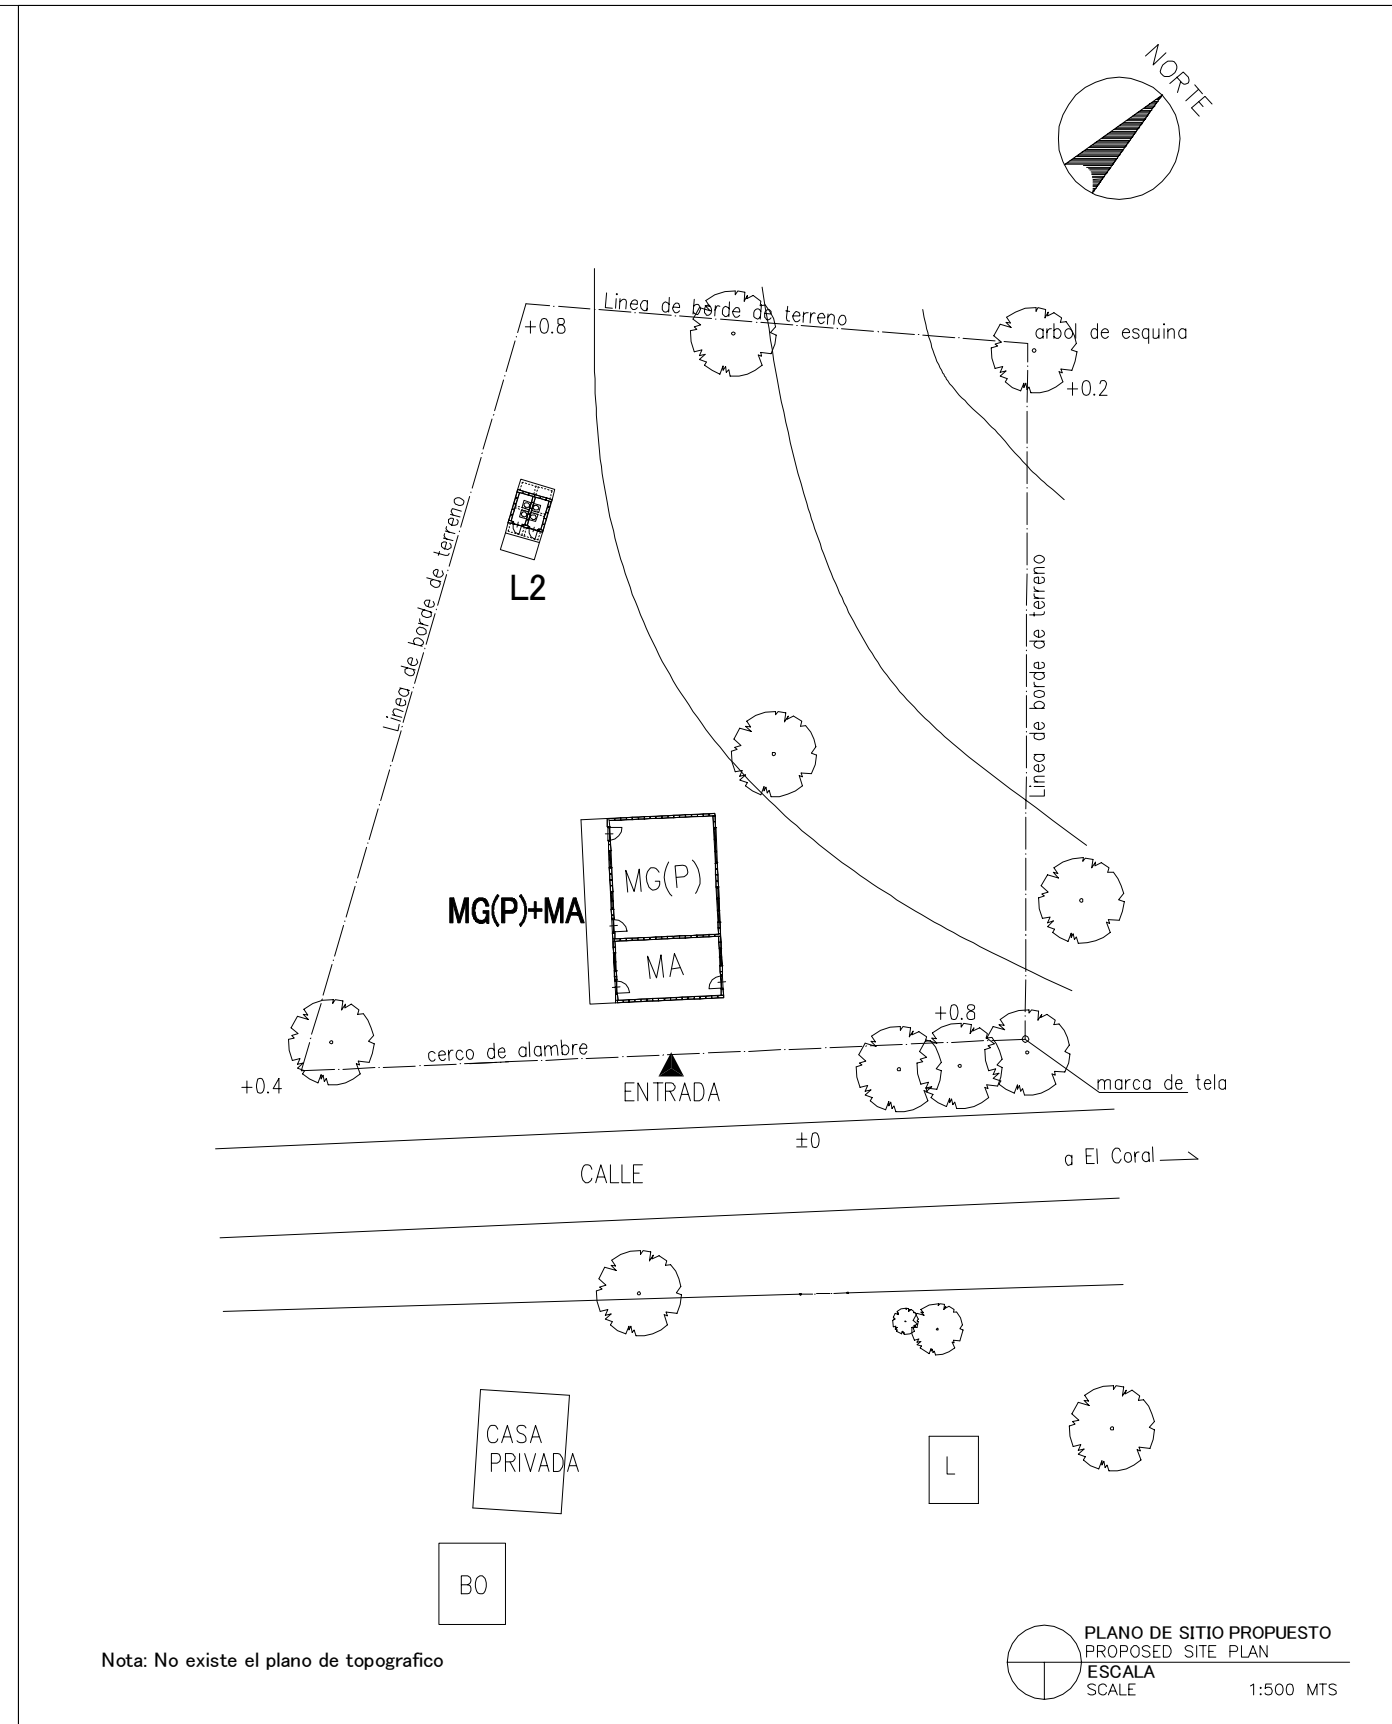 NORTE
Linea de borde de terreno
+0.8
arbol de esquina
+0.2
Linea de borde de terreno
Linea de borde de terreno
L2
MG(P)
MG(P)+MA
MA
+0.8
cerco de alambre
+0.4
ENTRADA
marca de tela
±0
a El Coral
CALLE
CASA
PRIVADA
L
BO
PLANO DE SITIO PROPUESTO
PROPOSED SITE PLAN
Nota: No existe el plano de topografico
ESCALA
SCALE 1:500 MTS